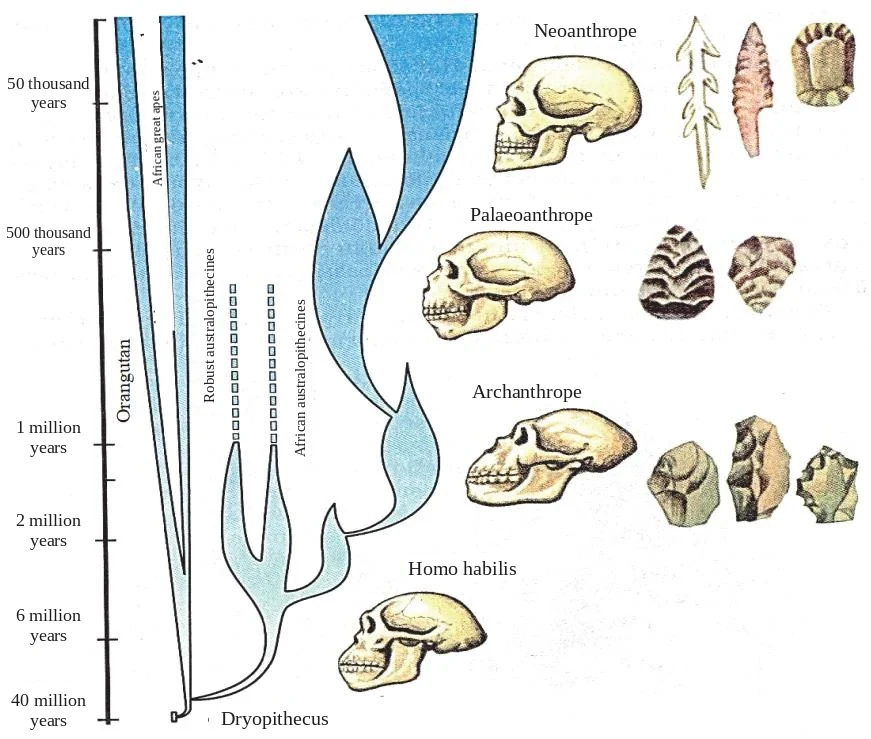 Neoanthrope
50 thousand
years
African great apes
Palaeoanthrope
500 thousand
years
Robust australopithecines
African australopithecines
Orangutan
Archanthrope
1 million
years
2 million
years
Homo habilis
6 million
years
40 million
years
Dryopithecus